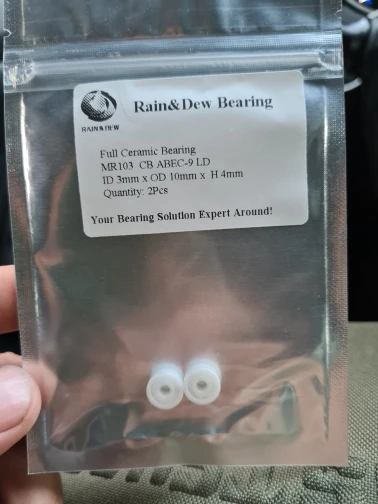 Rain&Dew Bearing
RAIN & DEW
Full Ceramic Bearing
MR103 CB ABEC-9 LD
ID 3mm x OD 10mm x H 4mm
Quantity: 2Pcs
Your Bearing Solution Expert Around!